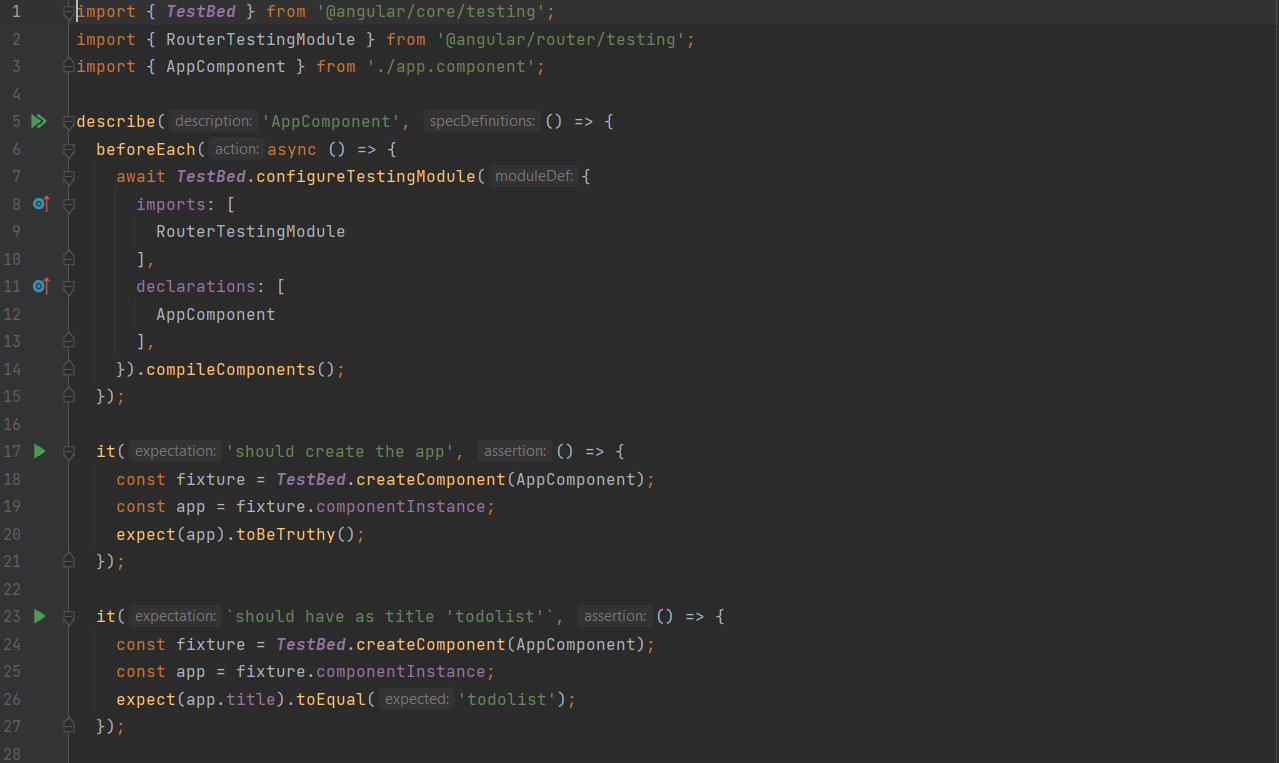 1 import { TestBed } from '@angular/core/testing';
2 import { RouterTestingModule } from '@angular/router/testing';
3 import { AppComponent } from './app.component';
4
5 describe( description: 'AppComponent', specDefinitions: () => {
6   beforeEach( action: async () => {
7     await TestBed.configureTestingModule( moduleDef: {
8       imports: [
9         RouterTestingModule
10       ],
11       declarations: [
12         AppComponent
13       ],
14     }).compileComponents();
15   });
16
17   it( expectation: 'should create the app', assertion: () => {
18     const fixture = TestBed.createComponent(AppComponent);
19     const app = fixture.componentInstance;
20     expect(app).toBeTruthy();
21   });
22
23   it( expectation: `should have as title 'todolist'`, assertion: () => {
24     const fixture = TestBed.createComponent(AppComponent);
25     const app = fixture.componentInstance;
26     expect(app.title).toEqual( expected: 'todolist');
27   });
28